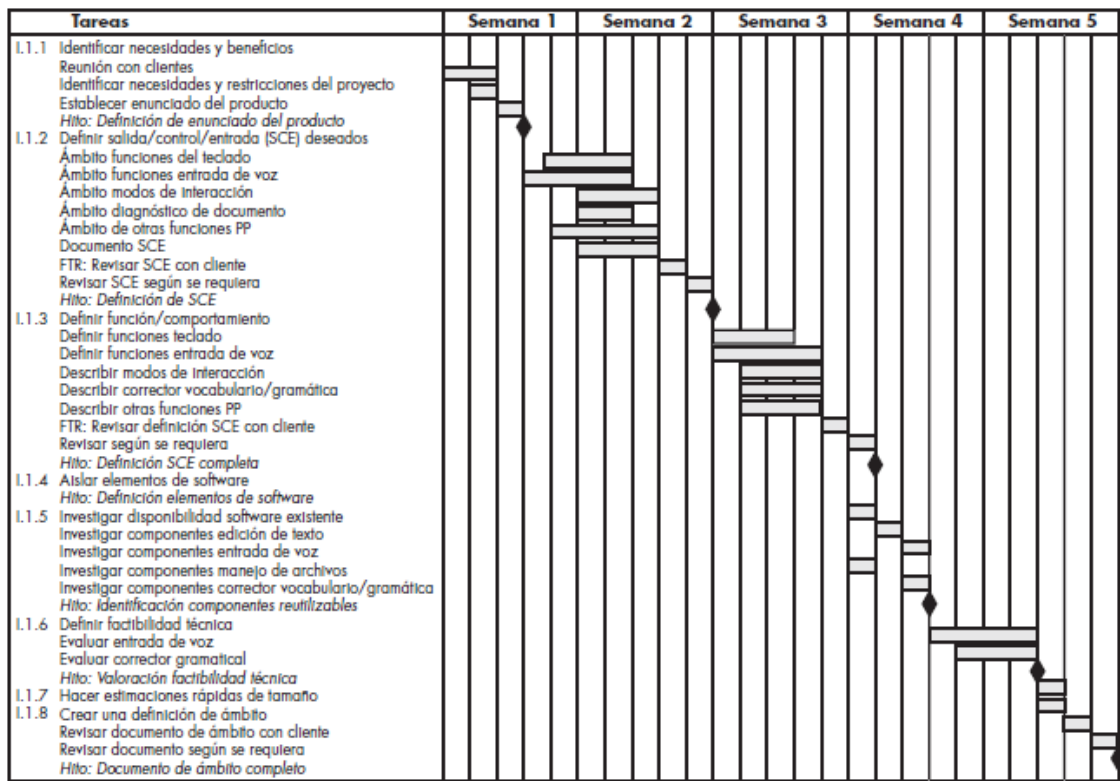 Tareas Semana 1 Semana 2 Semana 3 Semana 4 Semana 5
I.1.1 Identificar necesidades y beneficios
Reunión con clientes
Identificar necesidades y restricciones del proyecto
Establecer enunciado del producto
Hito: Definición de enunciado del producto
I.1.2 Definir salida/control/entrada (SCE) deseados
Ámbito funciones del teclado
Ámbito funciones entrada de voz
Ámbito modos de interacción
Ámbito diagnóstico de documento
Ámbito de otras funciones PP
Documento SCE
FTR: Revisar SCE con cliente
Revisar SCE según se requiera
Hito: Definición de SCE
I.1.3 Definir función/comportamiento
Definir funciones teclado
Definir funciones entrada de voz
Describir modos de interacción
Describir corrector vocabulario/gramática
Describir otras funciones PP
FTR: Revisar definición SCE con cliente
Revisar según se requiera
Hito: Definición SCE completa
I.1.4 Aislar elementos de software
Hito: Definición elementos de software
I.1.5 Investigar disponibilidad software existente
Investigar componentes edición de texto
Investigar componentes entrada de voz
Investigar componentes manejo de archivos
Investigar componentes corrector vocabulario/gramática
Hito: Identificación componentes reutilizables
I.1.6 Definir factibilidad técnica
Evaluar entrada de voz
Evaluar corrector gramatical
Hito: Valoración factibilidad técnica
I.1.7 Hacer estimaciones rápidas de tamaño
I.1.8 Crear una definición de ámbito
Revisar documento de ámbito con cliente
Revisar documento según se requiera
Hito: Documento de ámbito completo